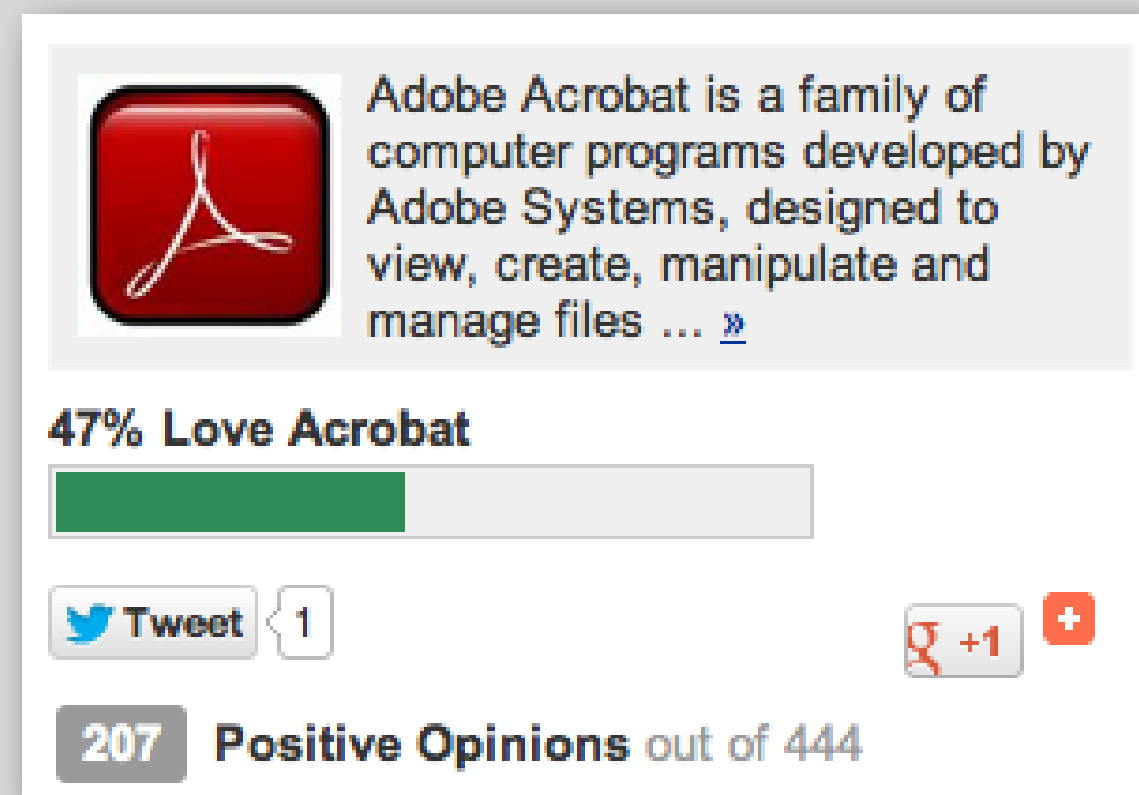 Adobe Acrobat is a family of
computer programs developed by
Adobe Systems, designed to
view, create, manipulate and
manage files ... »
47% Love Acrobat
Tweet 1
g +1 +
207 Positive Opinions out of 444